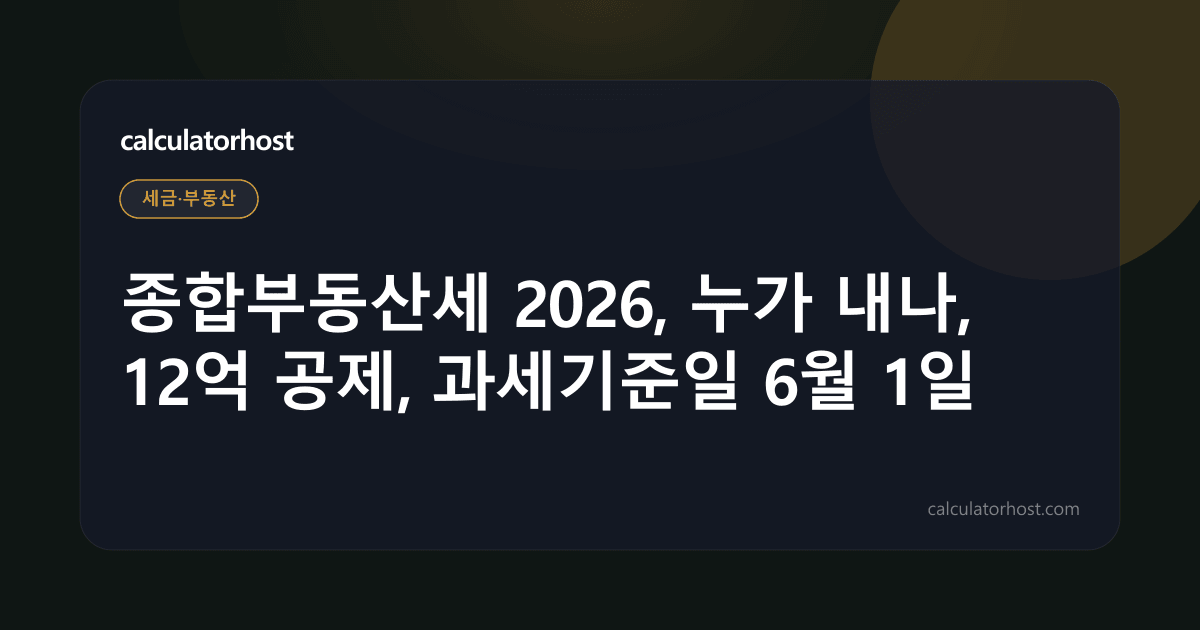 calculatorhost
세금·부동산
종합부동산세 2026, 누가 내나,
12억 공제, 과세기준일 6월 1일
calculatorhost.com